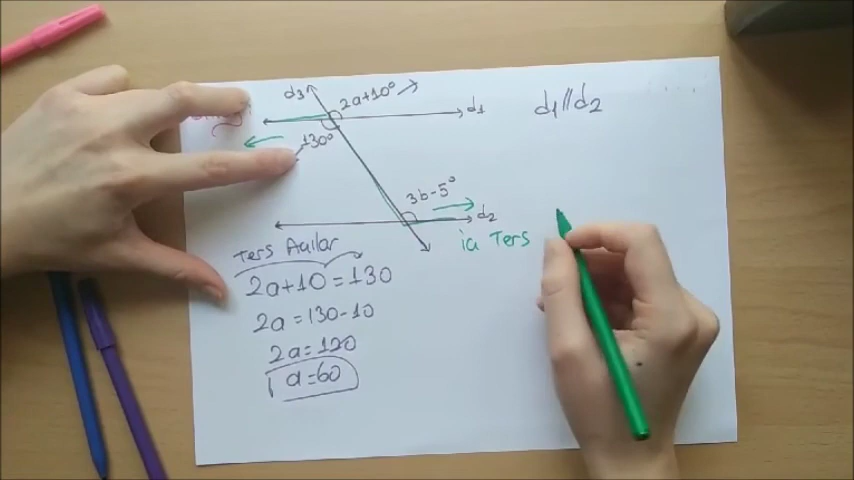 d3
2a+10°
d1
d1//d2
130°
3b-5°
d2
iç Ters
Ters Açılar
2a+10=130
2a=130-10
2a=120
a=60